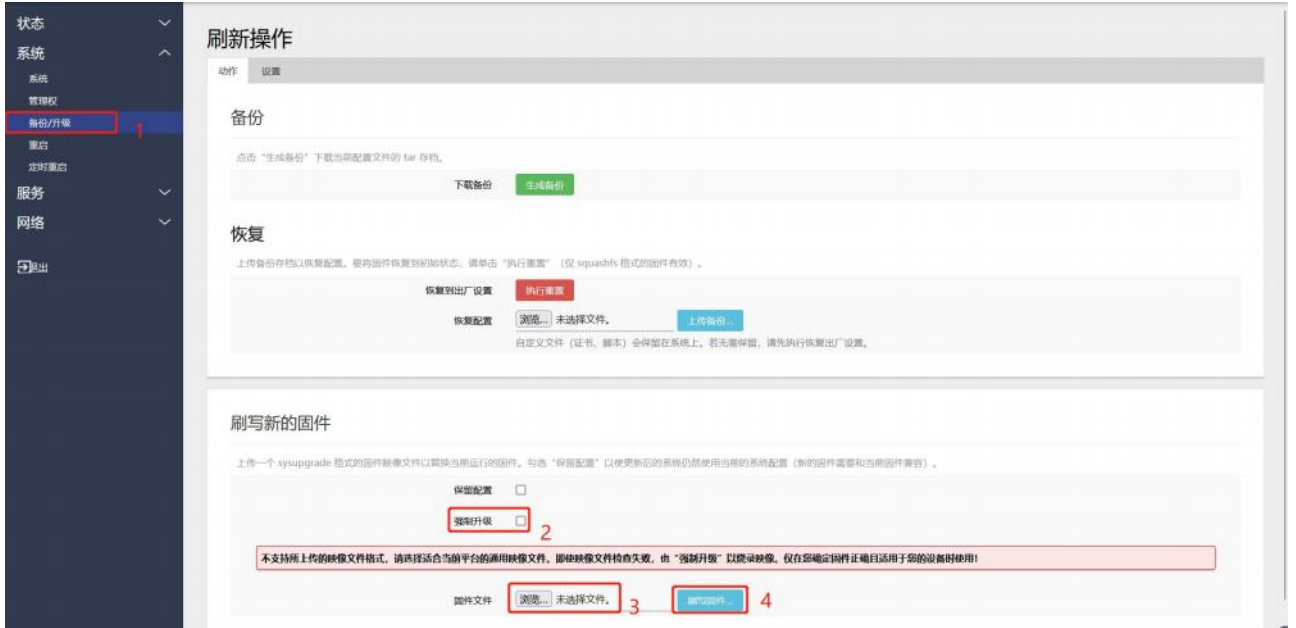 状态
系统
系统
管理权
备份/升级
1
重启
定时重启
服务
网络
退出
刷新操作
动作 设置
备份
点击“生成备份”下载当前配置文件的 tar 存档。
下载备份 生成备份
恢复
上传备份存档以恢复配置。要将固件恢复到初始状态，请单击“执行重置”（仅 squashfs 格式的固件有效）。
恢复到出厂设置 执行重置
恢复配置 浏览... 未选择文件。 上传备份...
自定义文件（证书、脚本）会保留在系统上。若无需保留，请先执行恢复出厂设置。
刷写新的固件
上传一个 sysupgrade 格式的固件映像文件以替换当前运行的固件。勾选“保留配置”以使更新后的系统仍然使用当前的系统配置（新的固件需要和当前固件兼容）。
保留配置
强制升级 2
不支持所上传的映像文件格式，请选择适合当前平台的通用映像文件。即使映像文件检查失败，也“强制升级”以烧录映像。仅在您确定固件正确且适用于您的设备时使用！
固件文件 浏览... 未选择文件。 3 刷写固件... 4